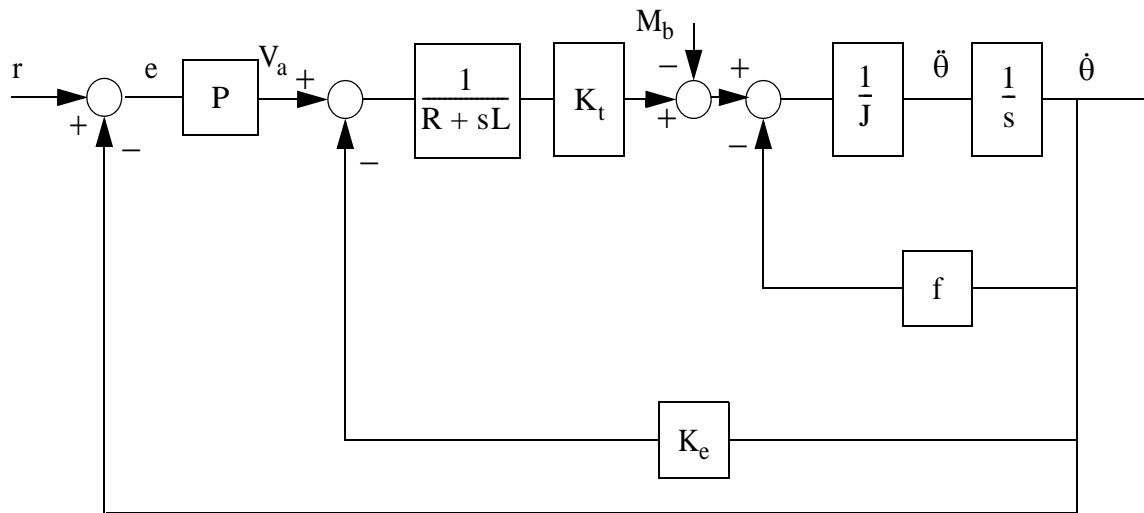 r
+
−
e
P
V_a
+
−
1
R + sL
K_t
M_b
−
+
+
−
1
J
θ̈
1
s
θ̇
f
K_e